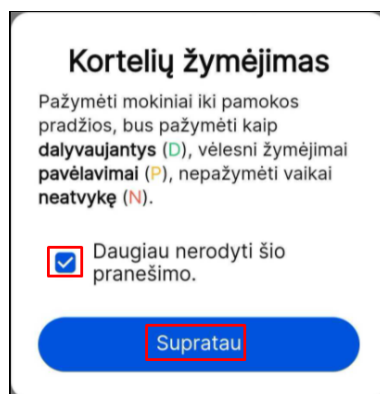 Kortelių žymėjimas
Pažymėti mokiniai iki pamokos
pradžios, bus pažymėti kaip
dalyvaujantys (D), vėlesni žymėjimai
pavėlavimai (P), nepažymėti vaikai
neatvykę (N).
Daugiau nerodyti šio
pranešimo.
Supratau